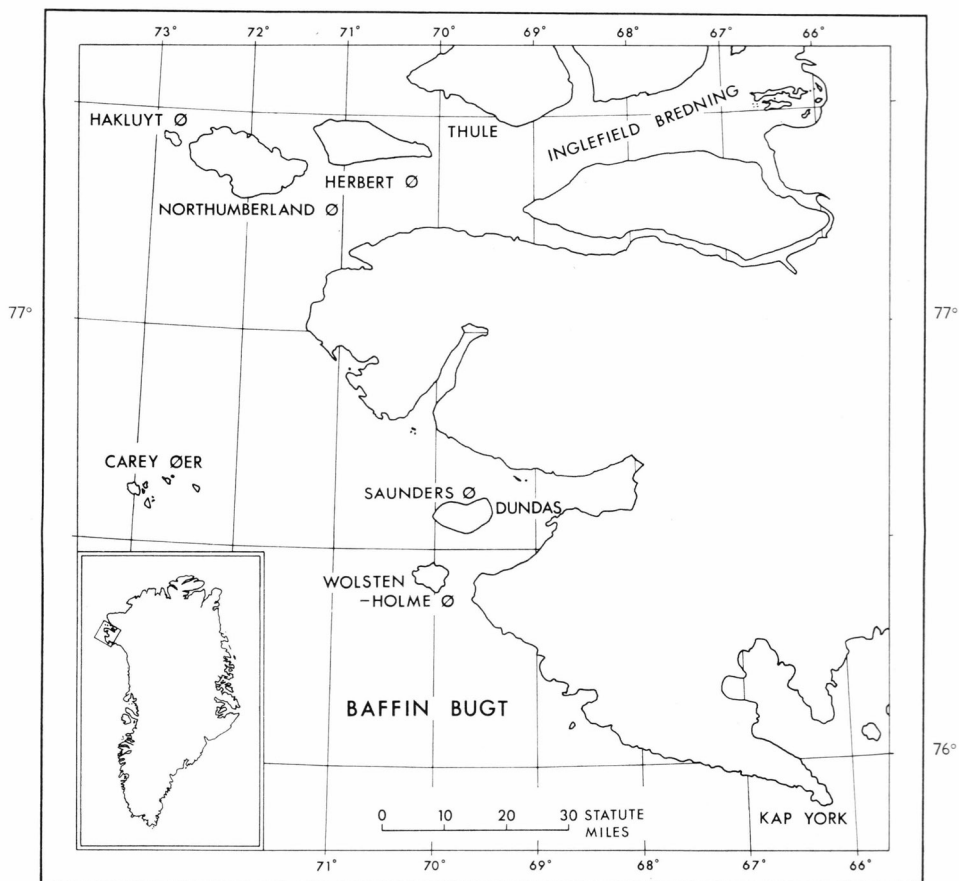 73° 72° 71° 70° 69° 68° 67° 66°
HAKLUYT Ø
THULE
INGLEFIELD BREDNING
HERBERT Ø
NORTHUMBERLAND Ø
77° 77°
CAREY ØER
SAUNDERS Ø
DUNDAS
WOLSTEN
–HOLME Ø
BAFFIN BUGT
76°
0 10 20 30 STATUTE
MILES
KAP YORK
71° 70° 69° 68° 67° 66°